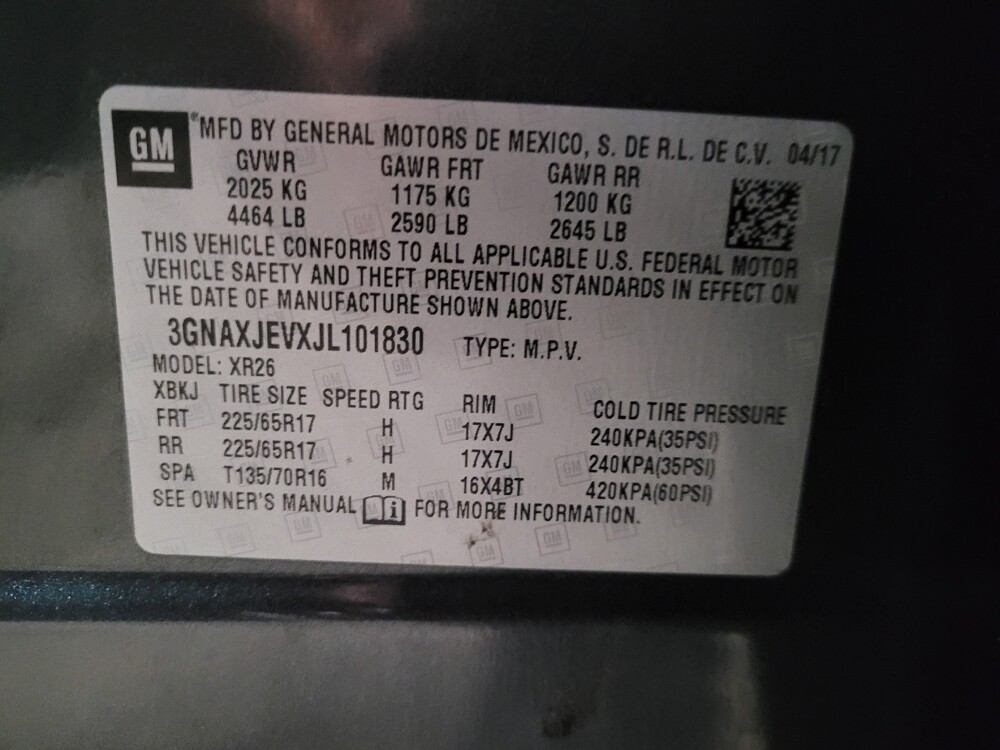 GM
MFD BY GENERAL MOTORS DE MEXICO, S. DE R.L. DE C.V. 04/17
GVWR GAWR FRT GAWR RR
2025 KG 1175 KG 1200 KG
4464 LB 2590 LB 2645 LB
THIS VEHICLE CONFORMS TO ALL APPLICABLE U.S. FEDERAL MOTOR
VEHICLE SAFETY AND THEFT PREVENTION STANDARDS IN EFFECT ON
THE DATE OF MANUFACTURE SHOWN ABOVE.
3GNAXJEVXJL101830 TYPE: M.P.V.
MODEL: XR26
XBKJ TIRE SIZE SPEED RTG RIM COLD TIRE PRESSURE
FRT 225/65R17 H 17X7J 240KPA(35PSI)
RR 225/65R17 H 17X7J 240KPA(35PSI)
SPA T135/70R16 M 16X4BT 420KPA(60PSI)
SEE OWNER'S MANUAL i FOR MORE INFORMATION.